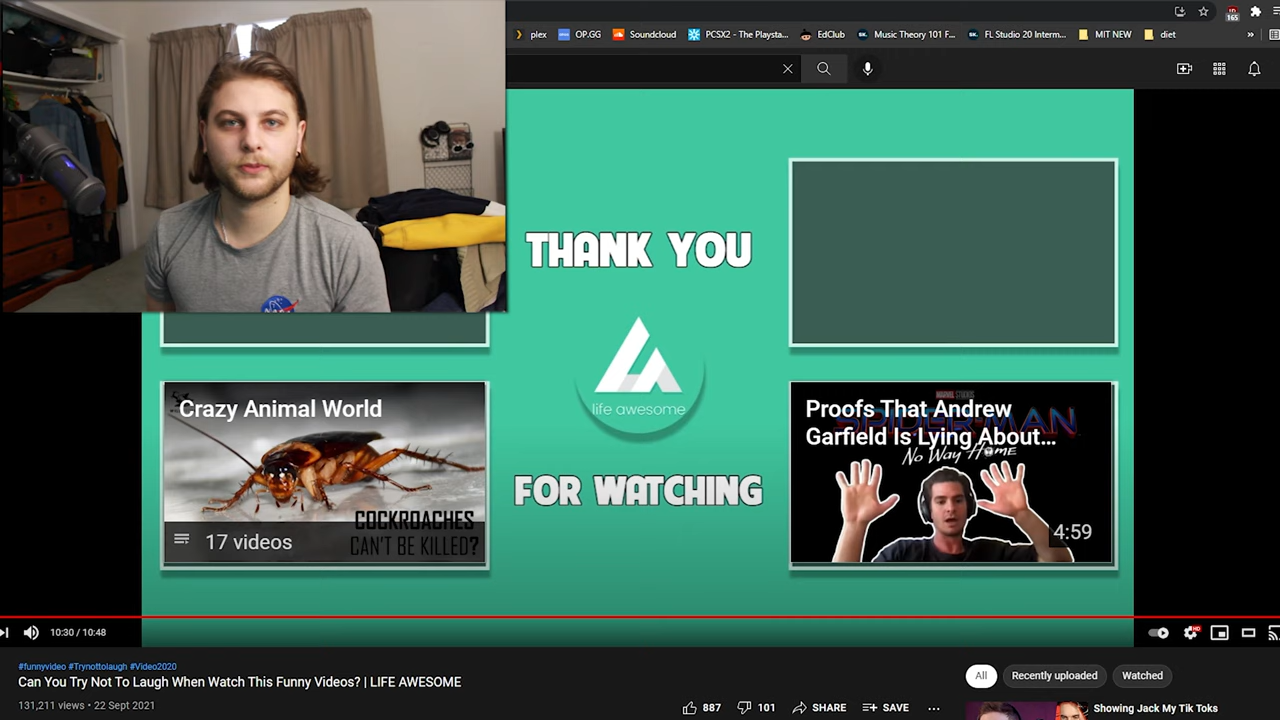 165
plex
OP.GG
Soundcloud
PCSX2 - The Playsta...
EdClub
Music Theory 101 F...
FL Studio 20 Interm...
MIT NEW
diet
THANK YOU
life awesome
FOR WATCHING
Crazy Animal World
COCKROACHES
CAN'T BE KILLED?
17 videos
MARVEL STUDIOS
SPIDER-MAN
Proofs That Andrew
Garfield Is Lying About...
No Way Home
4:59
10:30 / 10:48
HD
#funnyvideo #Trynottolaugh #Video2020
Can You Try Not To Laugh When Watch This Funny Videos? | LIFE AWESOME
131,211 views • 22 Sept 2021
887
101
SHARE
SAVE
All
Recently uploaded
Watched
Showing Jack My Tik Toks